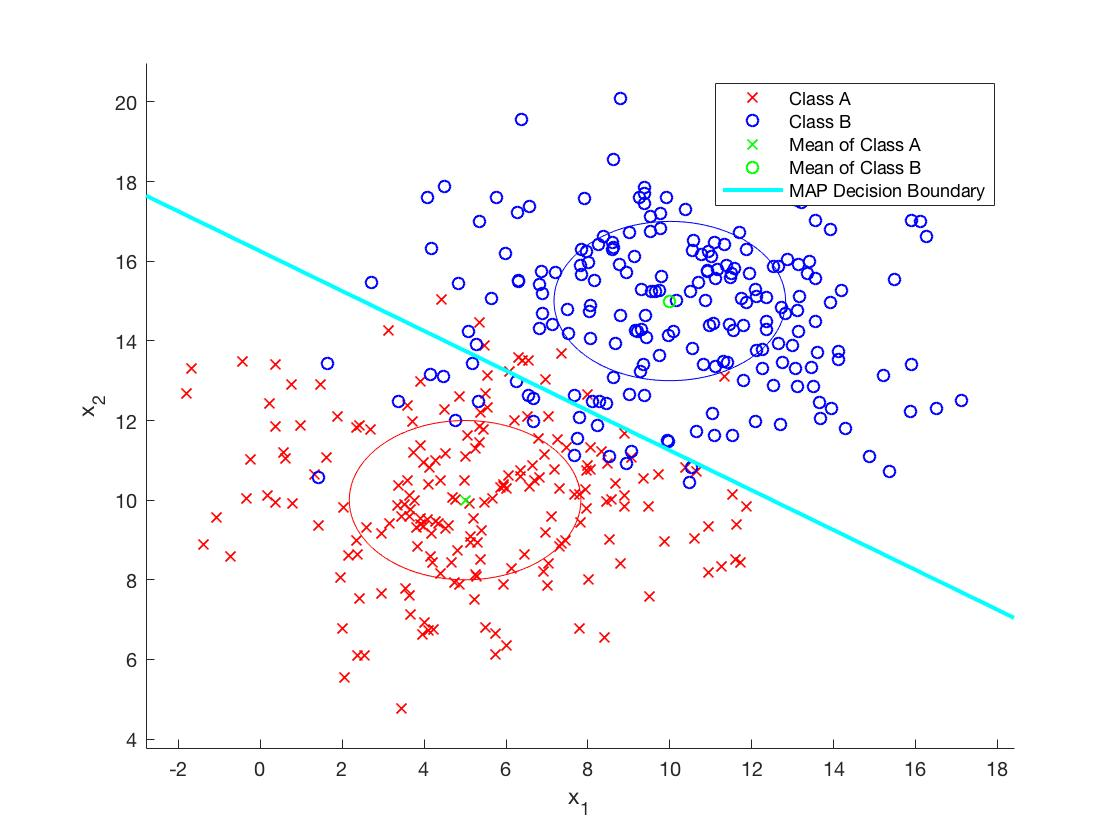 Class A
Class B
Mean of Class A
Mean of Class B
MAP Decision Boundary
20
18
16
14
12
10
8
6
4
x2
-2 0 2 4 6 8 10 12 14 16 18
x1